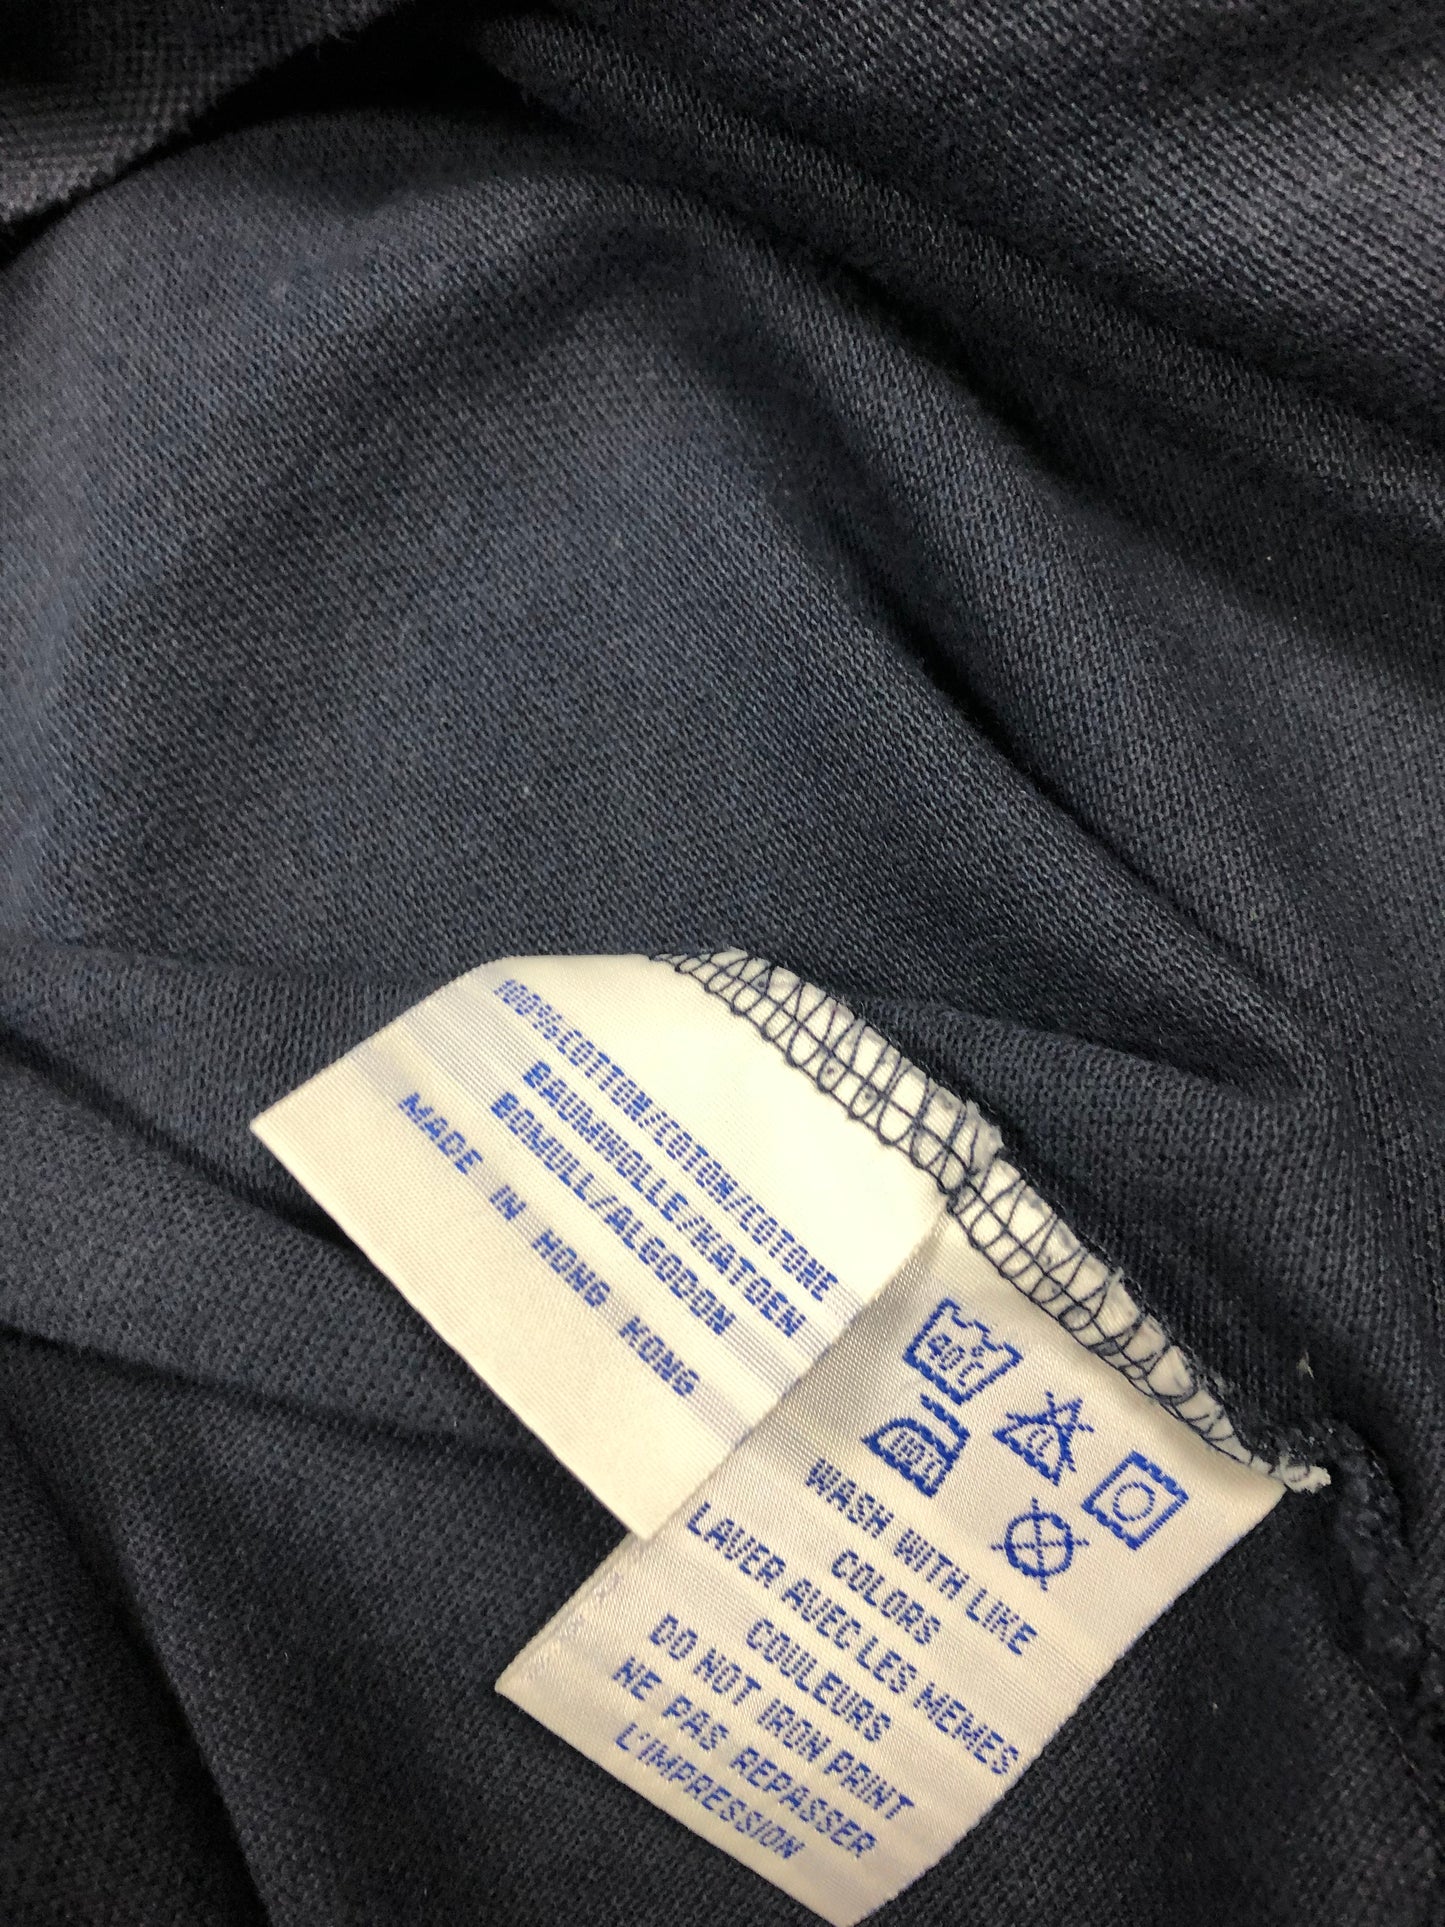 100%COTTON/COTON/COTONE
BAUMWOLLE/KATOEN
BOMULL/ALGODON
MADE IN HONG KONG
WASH WITH LIKE
COLORS
LAVER AVEC LES MEMES
COULEURS
DO NOT IRON PRINT
NE PAS REPASSER
L'IMPRESSION